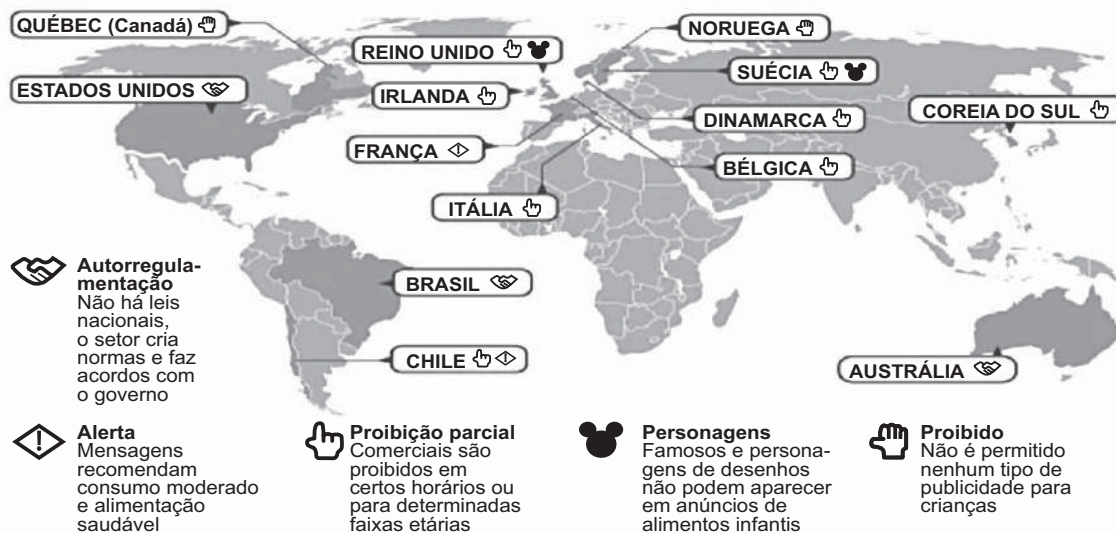 QUÉBEC (Canadá)
NORUEGA
REINO UNIDO
SUÉCIA
ESTADOS UNIDOS
IRLANDA
DINAMARCA
COREIA DO SUL
FRANÇA
BÉLGICA
ITÁLIA
BRASIL
CHILE
AUSTRÁLIA
Autorregula-
mentação
Não há leis
nacionais,
o setor cria
normas e faz
acordos com
o governo
Alerta
Mensagens
recomendam
consumo moderado
e alimentação
saudável
Proibição parcial
Comerciais são
proibidos em
certos horários ou
para determinadas
faixas etárias
Personagens
Famosos e persona-
gens de desenhos
não podem aparecer
em anúncios de
alimentos infantis
Proibido
Não é permitido
nenhum tipo de
publicidade para
crianças